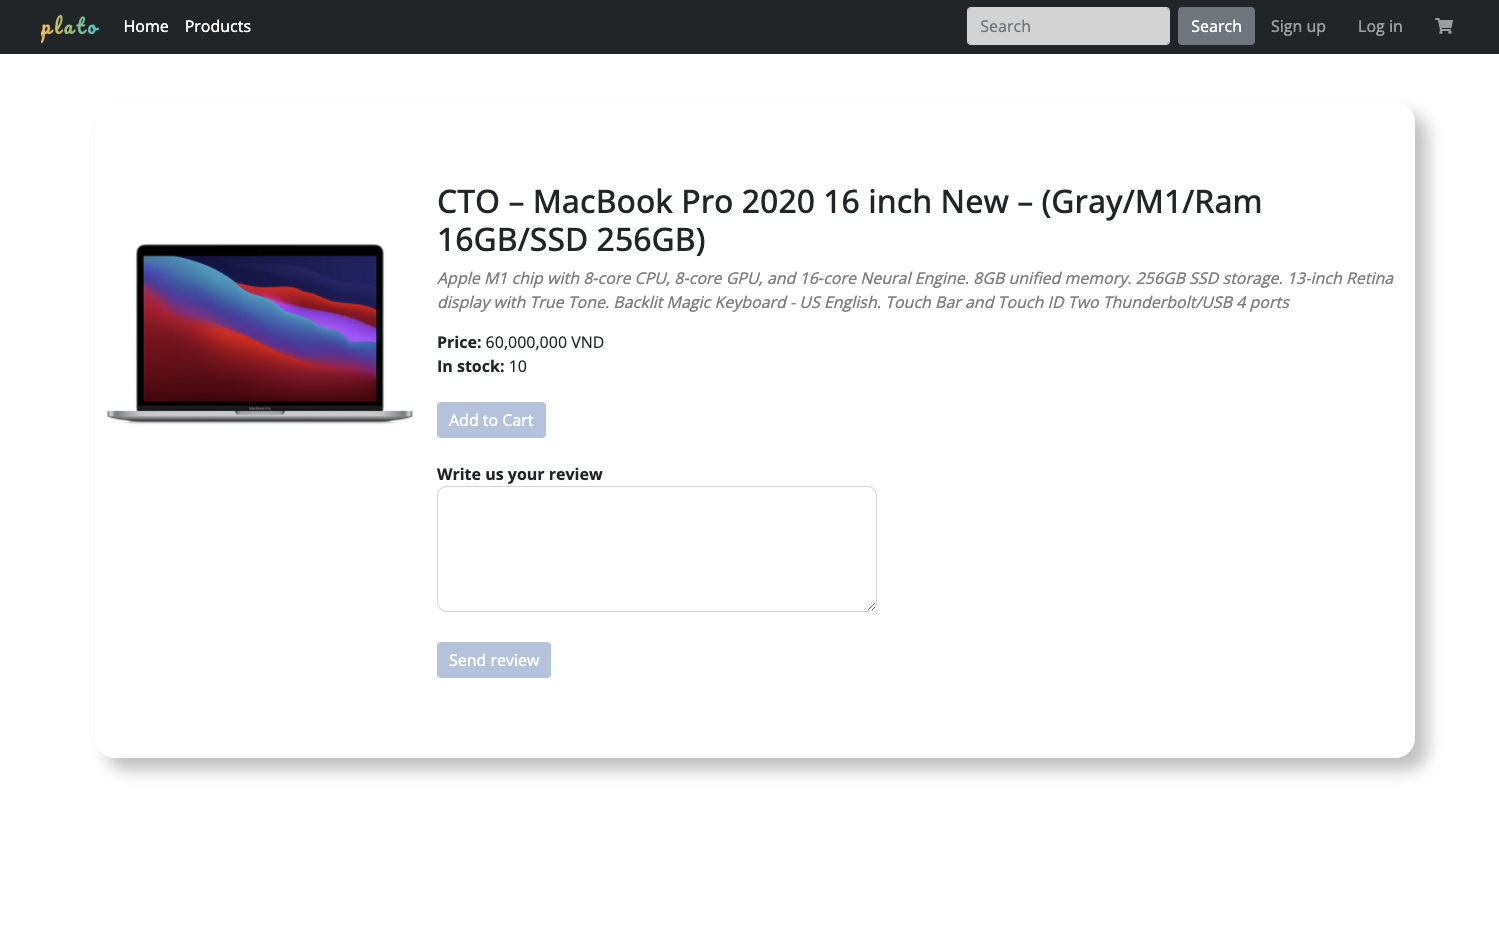 plato Home Products Search Search Sign up Log in
CTO – MacBook Pro 2020 16 inch New – (Gray/M1/Ram
16GB/SSD 256GB)
Apple M1 chip with 8-core CPU, 8-core GPU, and 16-core Neural Engine. 8GB unified memory. 256GB SSD storage. 13-inch Retina
display with True Tone. Backlit Magic Keyboard - US English. Touch Bar and Touch ID Two Thunderbolt/USB 4 ports
Price: 60,000,000 VND
In stock: 10
MacBook Pro
Add to Cart
Write us your review
Send review